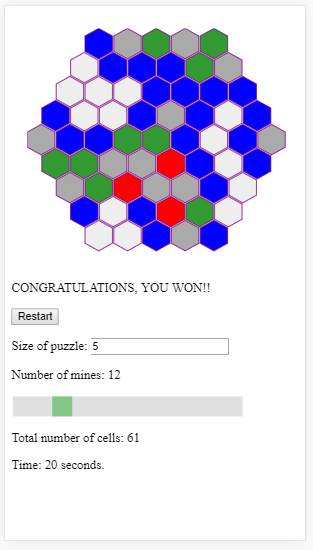 CONGRATULATIONS, YOU WON!!
Restart
Size of puzzle: 5
Number of mines: 12
Total number of cells: 61
Time: 20 seconds.